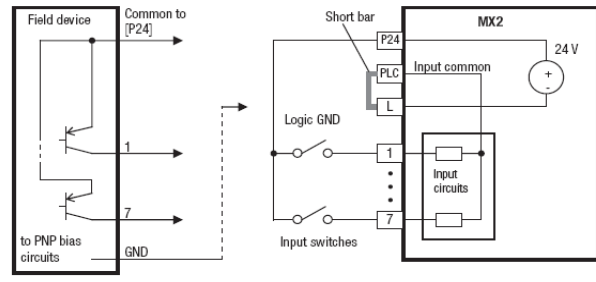 Field device
Common to
[P24]
1
7
to PNP bias
circuits
GND
Short bar
MX2
P24
24 V
+
-
PLC
Input common
L
Logic GND
1
Input
circuits
7
Input switches